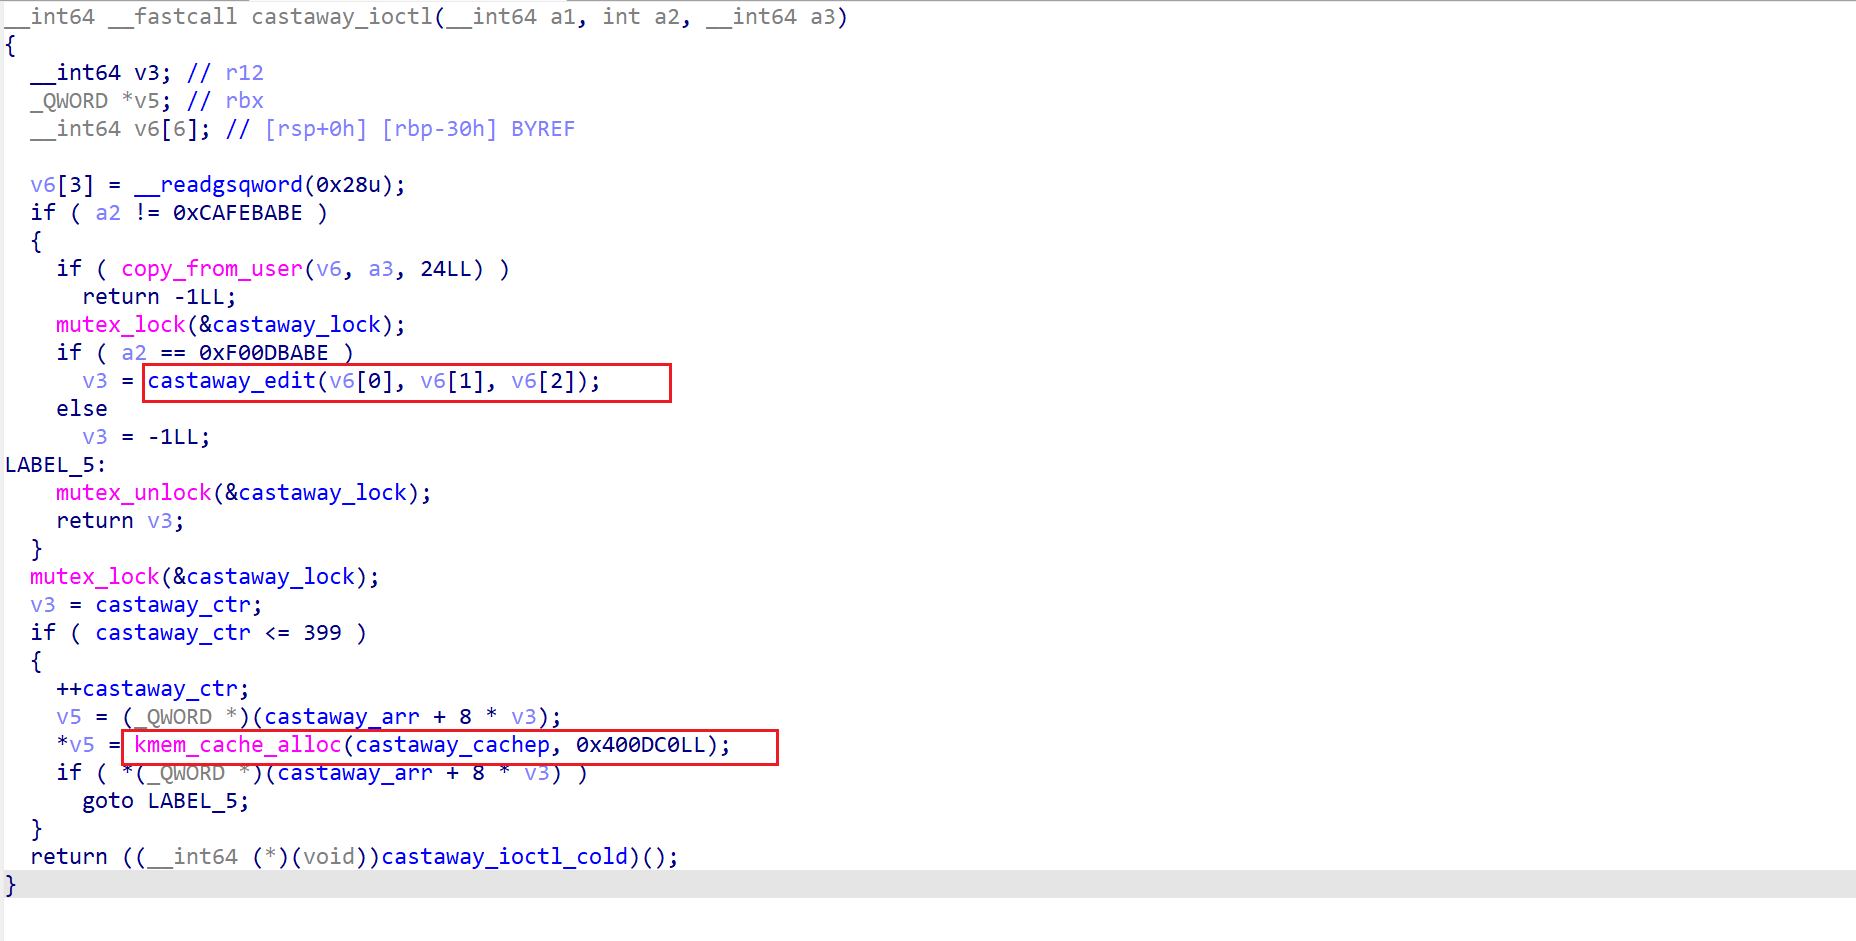 __int64 __fastcall castaway_ioctl(__int64 a1, int a2, __int64 a3)
{
  __int64 v3; // r12
  _QWORD *v5; // rbx
  __int64 v6[6]; // [rsp+0h] [rbp-30h] BYREF

  v6[3] = __readgsqword(0x28u);
  if ( a2 != 0xCAFEBABE )
  {
    if ( copy_from_user(v6, a3, 24LL) )
      return -1LL;
    mutex_lock(&castaway_lock);
    if ( a2 == 0xF00DBABE )
      v3 = castaway_edit(v6[0], v6[1], v6[2]);
    else
      v3 = -1LL;
LABEL_5:
    mutex_unlock(&castaway_lock);
    return v3;
  }
  mutex_lock(&castaway_lock);
  v3 = castaway_ctr;
  if ( castaway_ctr <= 399 )
  {
    ++castaway_ctr;
    v5 = (_QWORD *)(castaway_arr + 8 * v3);
    *v5 = kmem_cache_alloc(castaway_cachep, 0x400DC0LL);
    if ( *(_QWORD *)(castaway_arr + 8 * v3) )
      goto LABEL_5;
  }
  return ((__int64 (*)(void))castaway_ioctl_cold)();
}